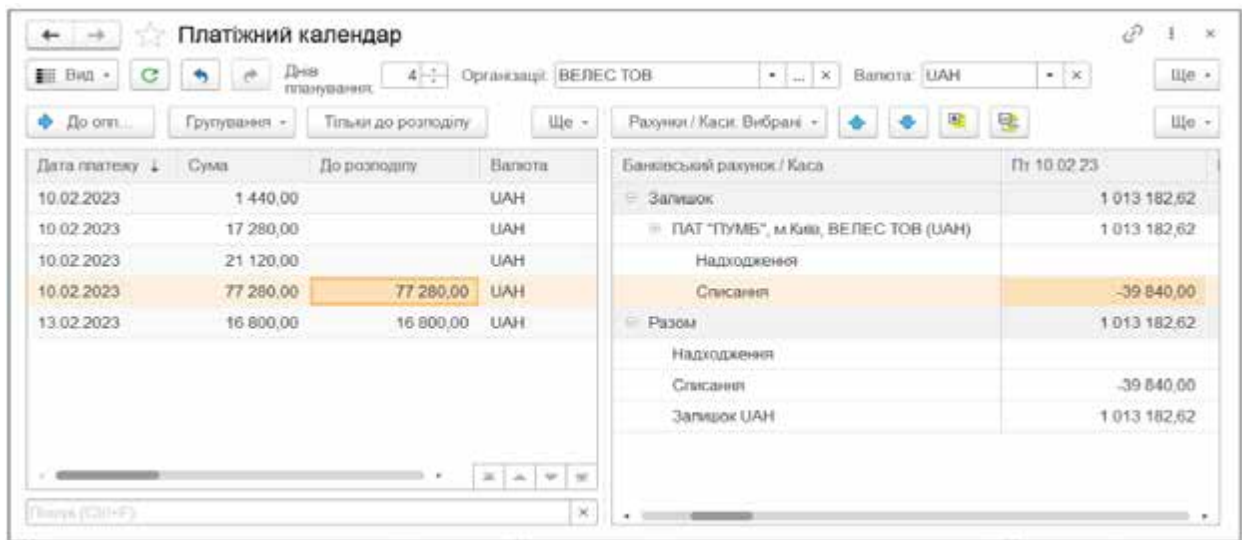 Платіжний календар
Вид
Днів планування: 4 Організації: ВЕЛЕС ТОВ ... Валюта: UAH Ще
До опл... Групування Тільки до розподілу Ще Рахунки / Каси: Вибрані Ще
Дата платежу ↓ Сума До розподілу Валюта Банківський рахунок / Каса Пт 10.02.23
10.02.2023 1 440,00 UAH Залишок 1 013 182,62
10.02.2023 17 280,00 UAH ПАТ "ПУМБ", м.Київ, ВЕЛЕС ТОВ (UAH) 1 013 182,62
10.02.2023 21 120,00 UAH Надходження
10.02.2023 77 280,00 77 280,00 UAH Списання -39 840,00
13.02.2023 16 800,00 16 800,00 UAH Разом 1 013 182,62
Надходження
Списання -39 840,00
Залишок UAH 1 013 182,62
Пошук (Ctrl+F)